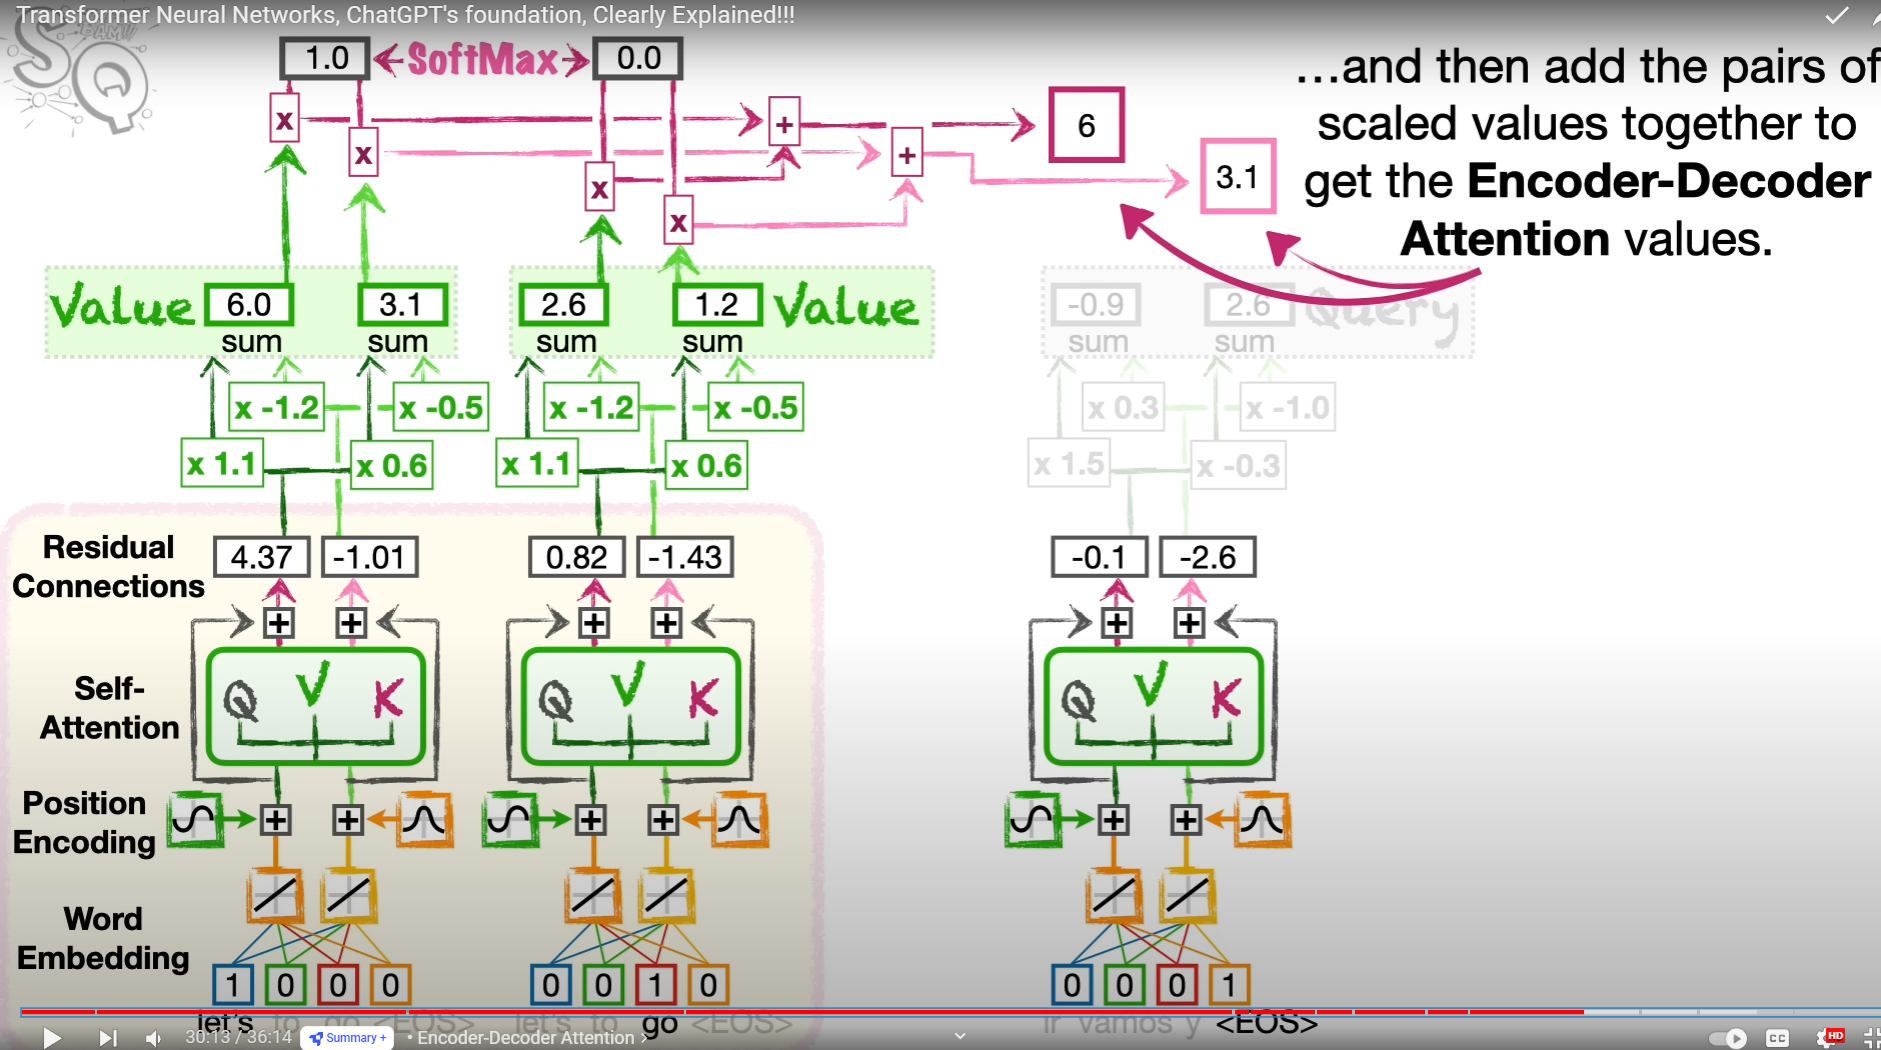 Transformer Neural Networks, ChatGPT's foundation, Clearly Explained!!!
SQ
BAM!!
1.0 SoftMax 0.0
...and then add the pairs of
scaled values together to
get the Encoder-Decoder
Attention values.
x + 6
x + 3.1
x
x
Value 6.0 3.1 2.6 1.2 Value -0.9 2.6 Query
sum sum sum sum sum sum
x -1.2 x -0.5 x -1.2 x -0.5 x 0.3 x -1.0
x 1.1 x 0.6 x 1.1 x 0.6 x 1.5 x -0.3
Residual
Connections
4.37 -1.01 0.82 -1.43 -0.1 -2.6
+ + + + + +
Self-
Attention
Q V K Q V K Q V K
Position
Encoding
+ + + + + +
Word
Embedding
1 0 0 0 0 0 1 0 0 0 0 1
let's to go <EOS> let's to go <EOS> ir vamos y <EOS>
30:13 / 36:14 Summary + • Encoder-Decoder Attention CC HD